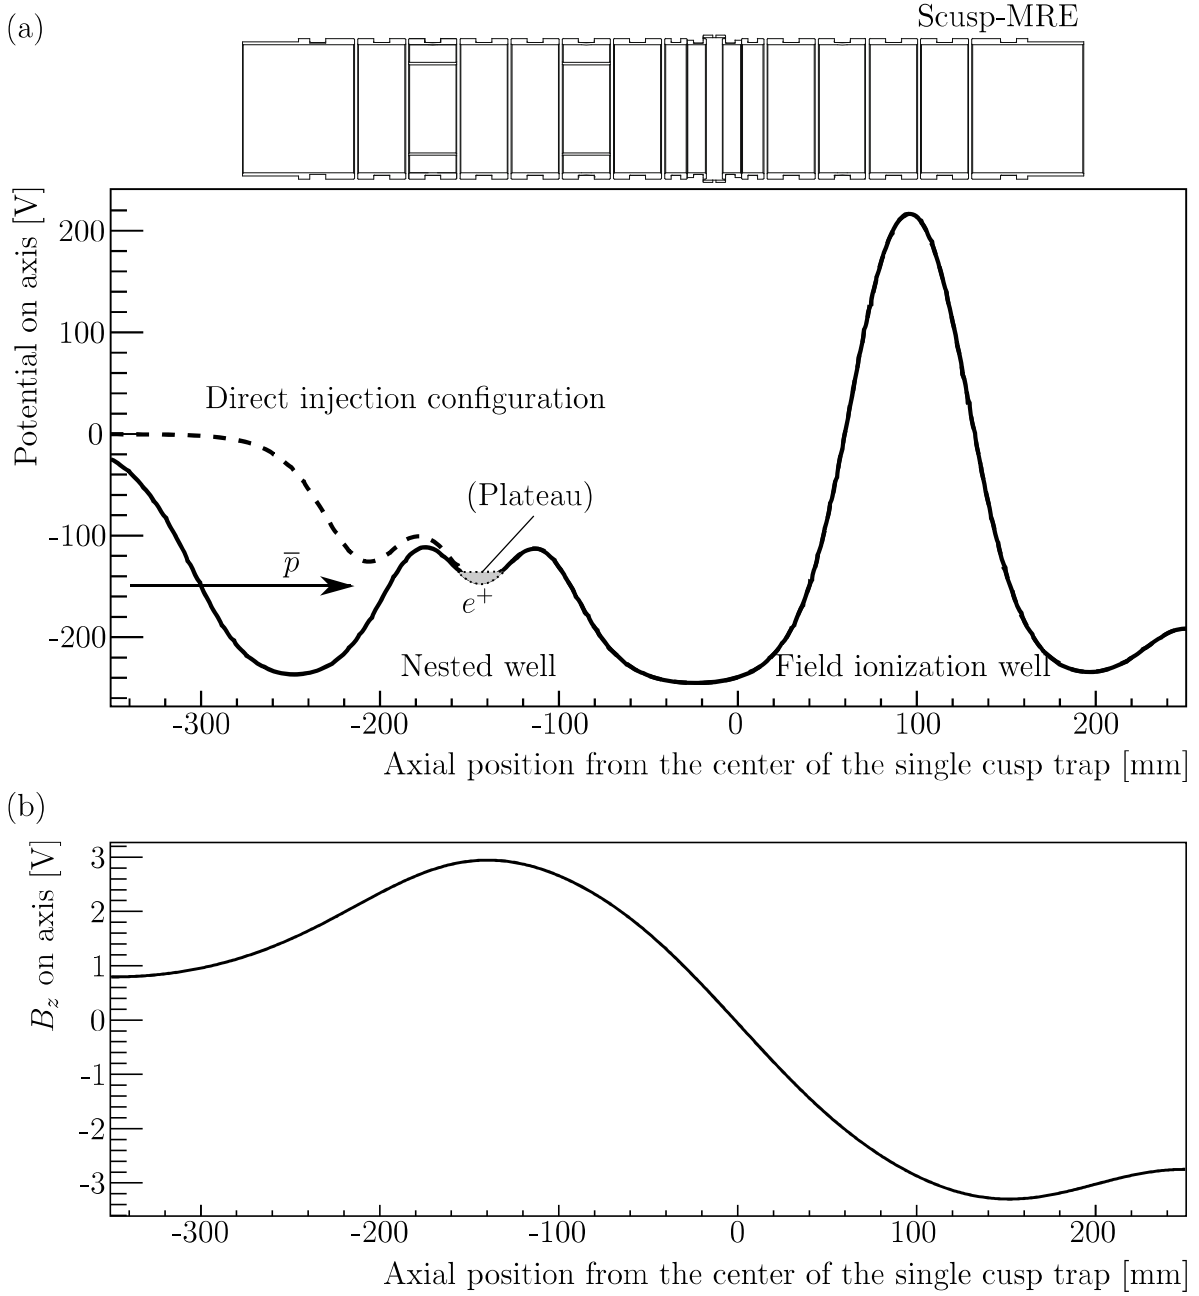 (a)
Scusp-MRE
Potential on axis [V]
200
100
0
-100
-200
Direct injection configuration
(Plateau)
p̅
e⁺
Nested well
Field ionization well
-300 -200 -100 0 100 200
Axial position from the center of the single cusp trap [mm]
(b)
B_z on axis [V]
3
2
1
0
-1
-2
-3
-300 -200 -100 0 100 200
Axial position from the center of the single cusp trap [mm]